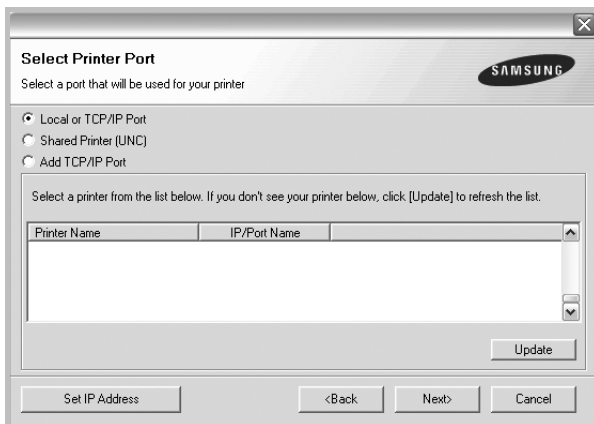 Select Printer Port
Select a port that will be used for your printer
SAMSUNG
Local or TCP/IP Port
Shared Printer (UNC)
Add TCP/IP Port
Select a printer from the list below. If you don't see your printer below, click [Update] to refresh the list.
Printer Name IP/Port Name
Update
Set IP Address <Back Next> Cancel